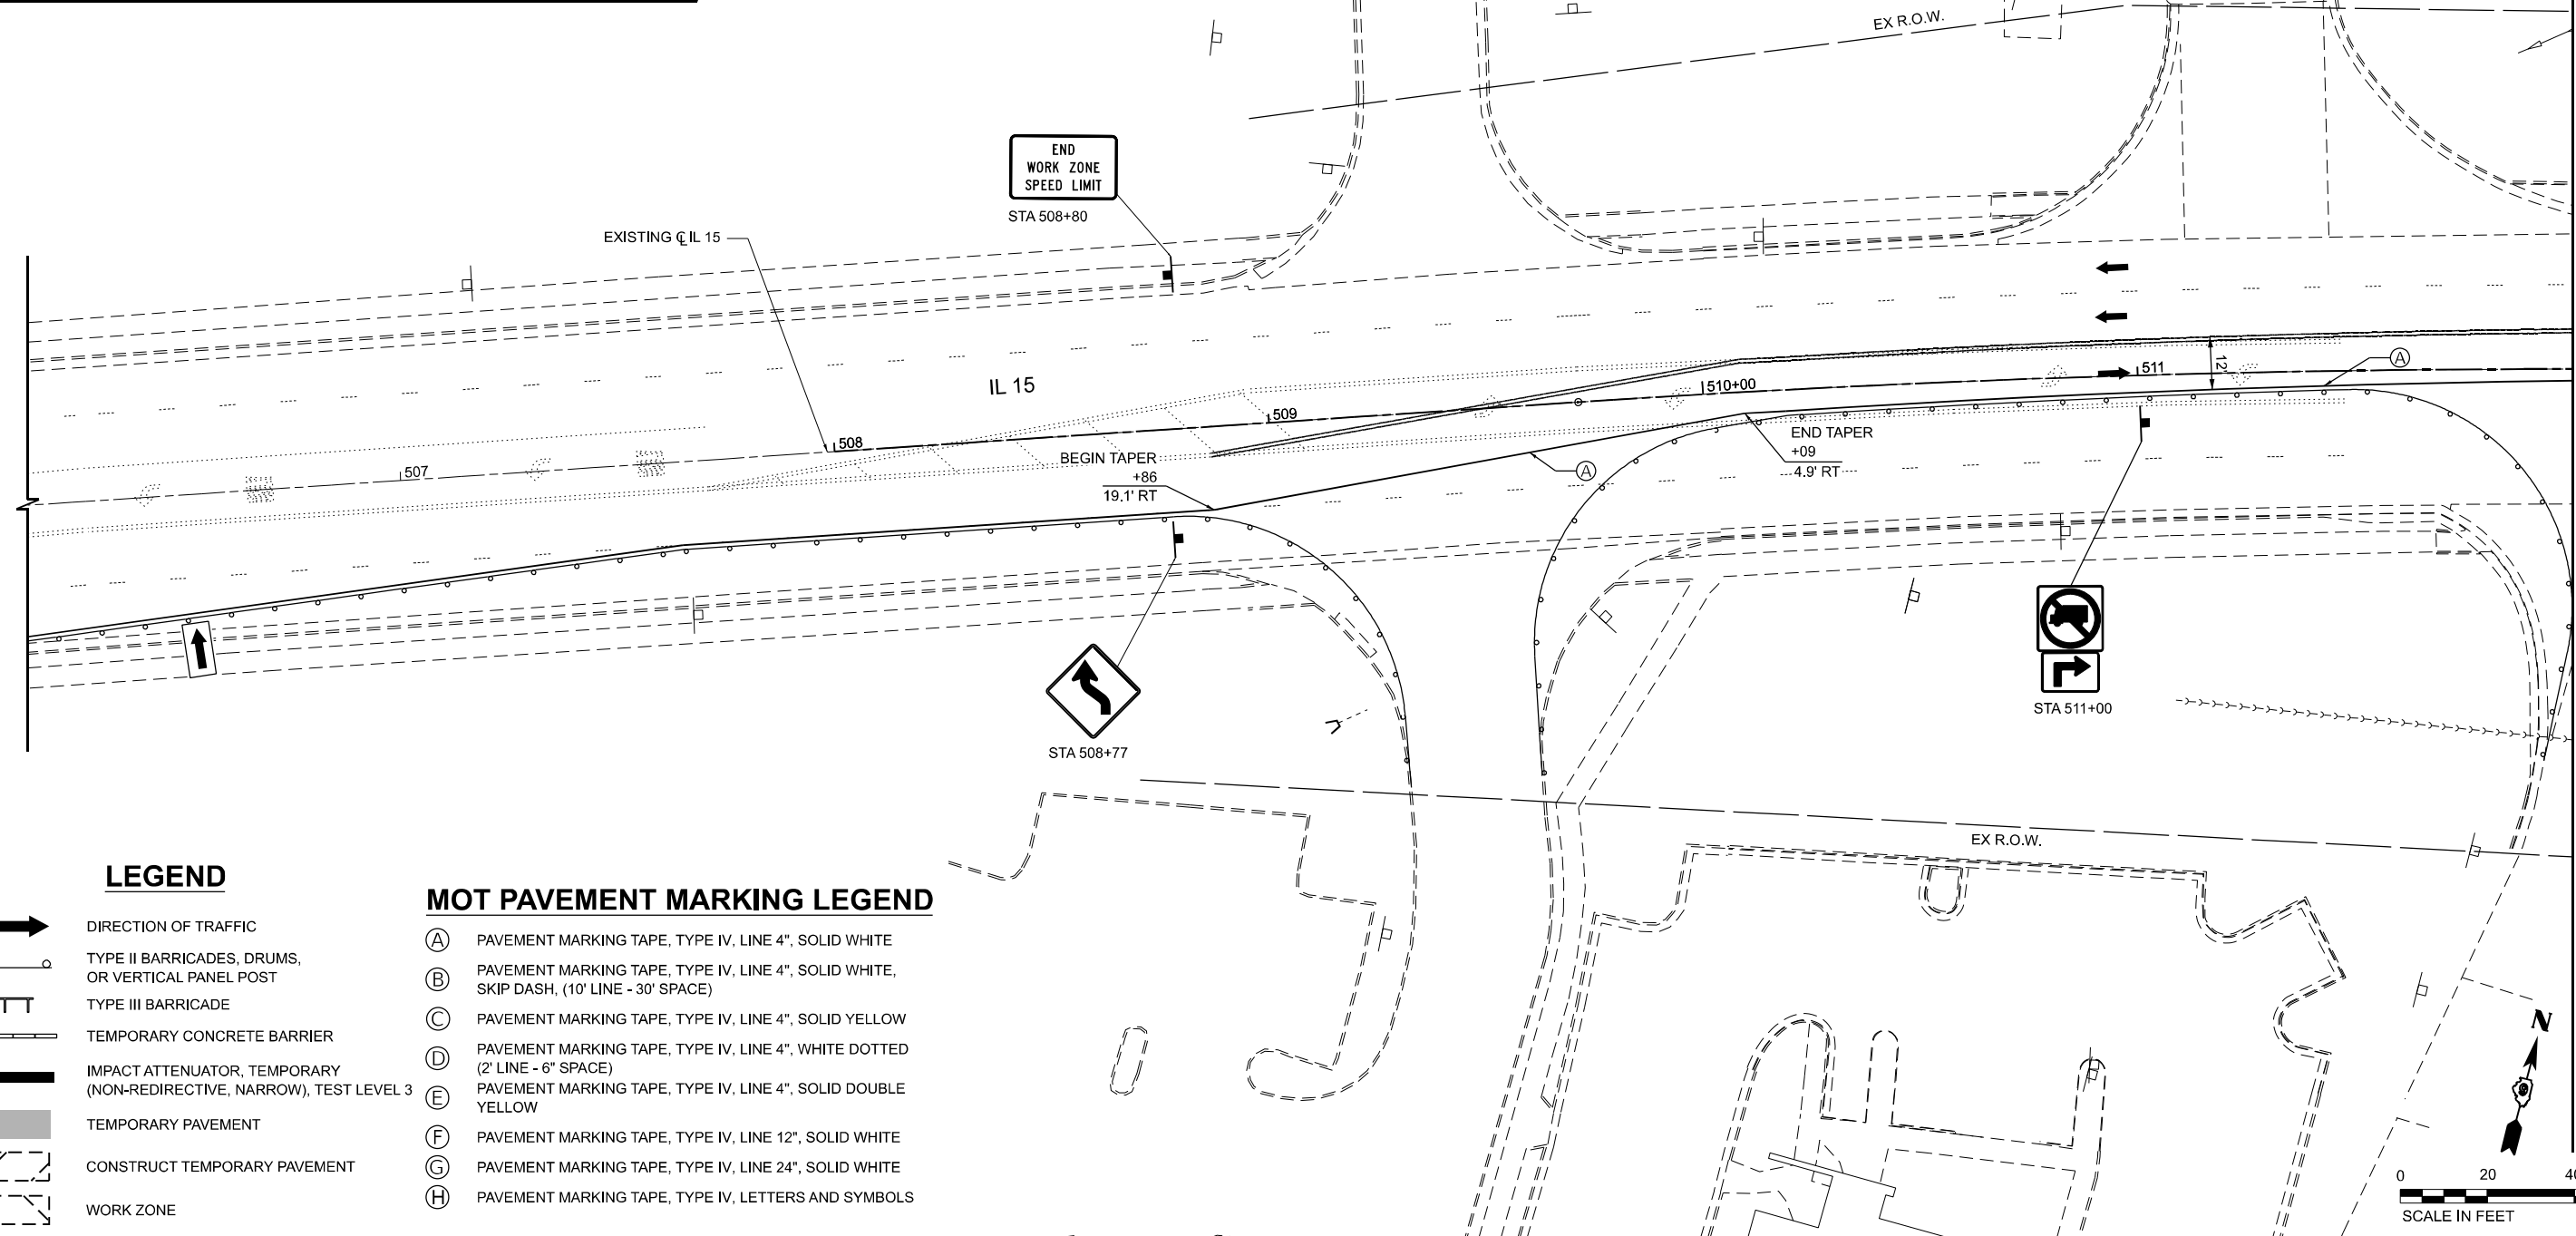 EX R.O.W.
END
WORK ZONE
SPEED LIMIT
STA 508+80
EXISTING ℄ IL 15
IL 15
507
508
509
510+00
511
12'
A
BEGIN TAPER
+86
19.1' RT
A
END TAPER
+09
4.9' RT
STA 508+77
STA 511+00
EX R.O.W.
LEGEND
DIRECTION OF TRAFFIC
TYPE II BARRICADES, DRUMS,
OR VERTICAL PANEL POST
TYPE III BARRICADE
TEMPORARY CONCRETE BARRIER
IMPACT ATTENUATOR, TEMPORARY
(NON-REDIRECTIVE, NARROW), TEST LEVEL 3
TEMPORARY PAVEMENT
CONSTRUCT TEMPORARY PAVEMENT
WORK ZONE
MOT PAVEMENT MARKING LEGEND
A PAVEMENT MARKING TAPE, TYPE IV, LINE 4", SOLID WHITE
B PAVEMENT MARKING TAPE, TYPE IV, LINE 4", SOLID WHITE,
SKIP DASH, (10' LINE - 30' SPACE)
C PAVEMENT MARKING TAPE, TYPE IV, LINE 4", SOLID YELLOW
D PAVEMENT MARKING TAPE, TYPE IV, LINE 4", WHITE DOTTED
(2' LINE - 6" SPACE)
E PAVEMENT MARKING TAPE, TYPE IV, LINE 4", SOLID DOUBLE
YELLOW
F PAVEMENT MARKING TAPE, TYPE IV, LINE 12", SOLID WHITE
G PAVEMENT MARKING TAPE, TYPE IV, LINE 24", SOLID WHITE
H PAVEMENT MARKING TAPE, TYPE IV, LETTERS AND SYMBOLS
N
0 20
SCALE IN FEET